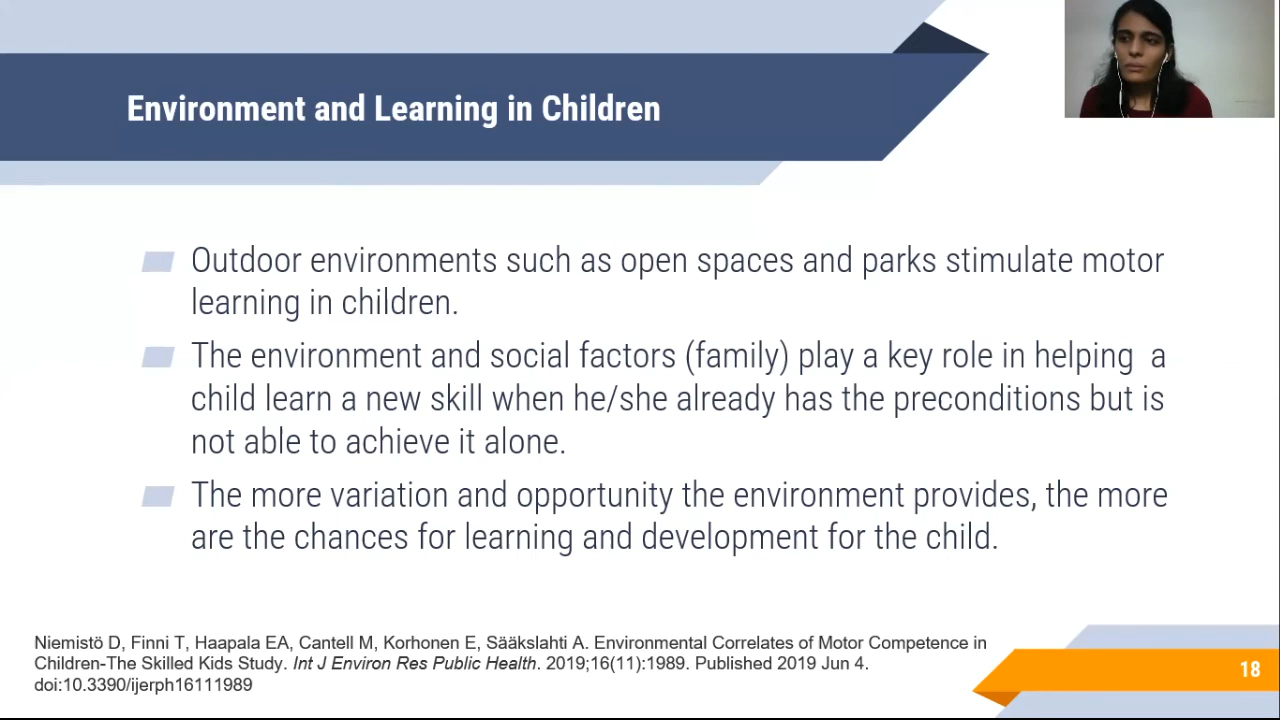 Environment and Learning in Children
Outdoor environments such as open spaces and parks stimulate motor
learning in children.
The environment and social factors (family) play a key role in helping  a
child learn a new skill when he/she already has the preconditions but is
not able to achieve it alone.
The more variation and opportunity the environment provides, the more
are the chances for learning and development for the child.
Niemistö D, Finni T, Haapala EA, Cantell M, Korhonen E, Sääkslahti A. Environmental Correlates of Motor Competence in
Children-The Skilled Kids Study. Int J Environ Res Public Health. 2019;16(11):1989. Published 2019 Jun 4.
doi:10.3390/ijerph16111989
18